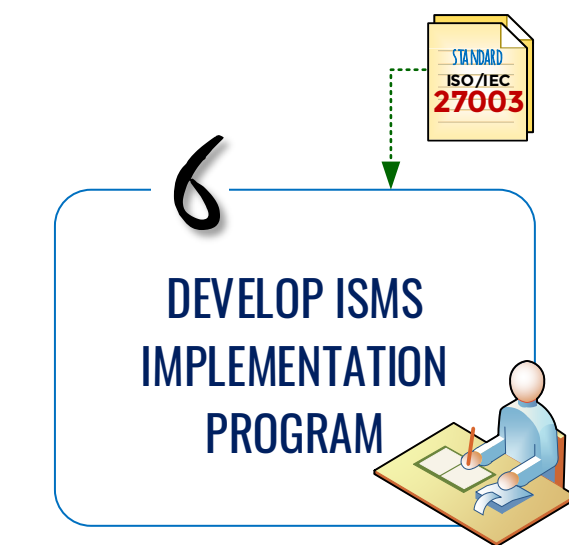 STANDARD
ISO/IEC
27003
6
DEVELOP ISMS
IMPLEMENTATION
PROGRAM